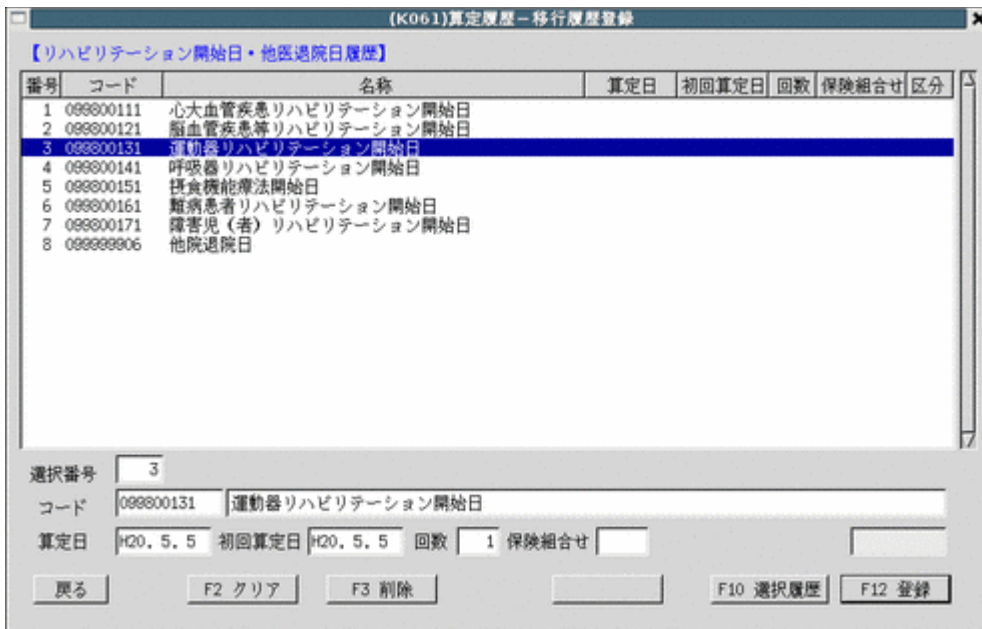 (K061)算定履歴－移行履歴登録
【リハビリテーション開始日・他医退院日履歴】
番号 コード 名称 算定日 初回算定日 回数 保険組合せ 区分
1 099800111 心大血管疾患リハビリテーション開始日
2 099800121 脳血管疾患等リハビリテーション開始日
3 099800131 運動器リハビリテーション開始日
4 099800141 呼吸器リハビリテーション開始日
5 099800151 摂食機能療法開始日
6 099800161 難病患者リハビリテーション開始日
7 099800171 障害児（者）リハビリテーション開始日
8 099999906 他院退院日
選択番号 3
コード 099800131 運動器リハビリテーション開始日
算定日 H20. 5. 5 初回算定日 H20. 5. 5 回数 1 保険組合せ
戻る F2 クリア F3 削除 F10 選択履歴 F12 登録